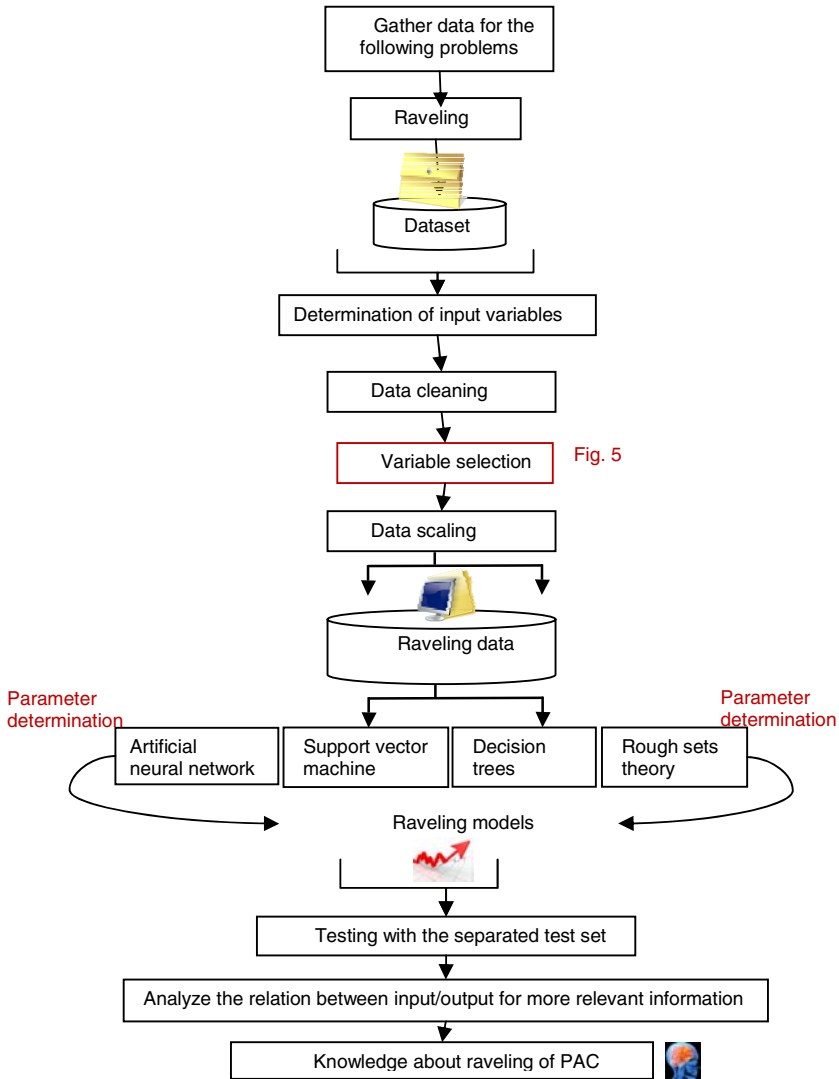 Gather data for the
following problems
Raveling
Dataset
Determination of input variables
Data cleaning
Variable selection
Fig. 5
Data scaling
Raveling data
Parameter
determination
Parameter
determination
Artificial
neural network
Support vector
machine
Decision
trees
Rough sets
theory
Raveling models
Testing with the separated test set
Analyze the relation between input/output for more relevant information
Knowledge about raveling of PAC